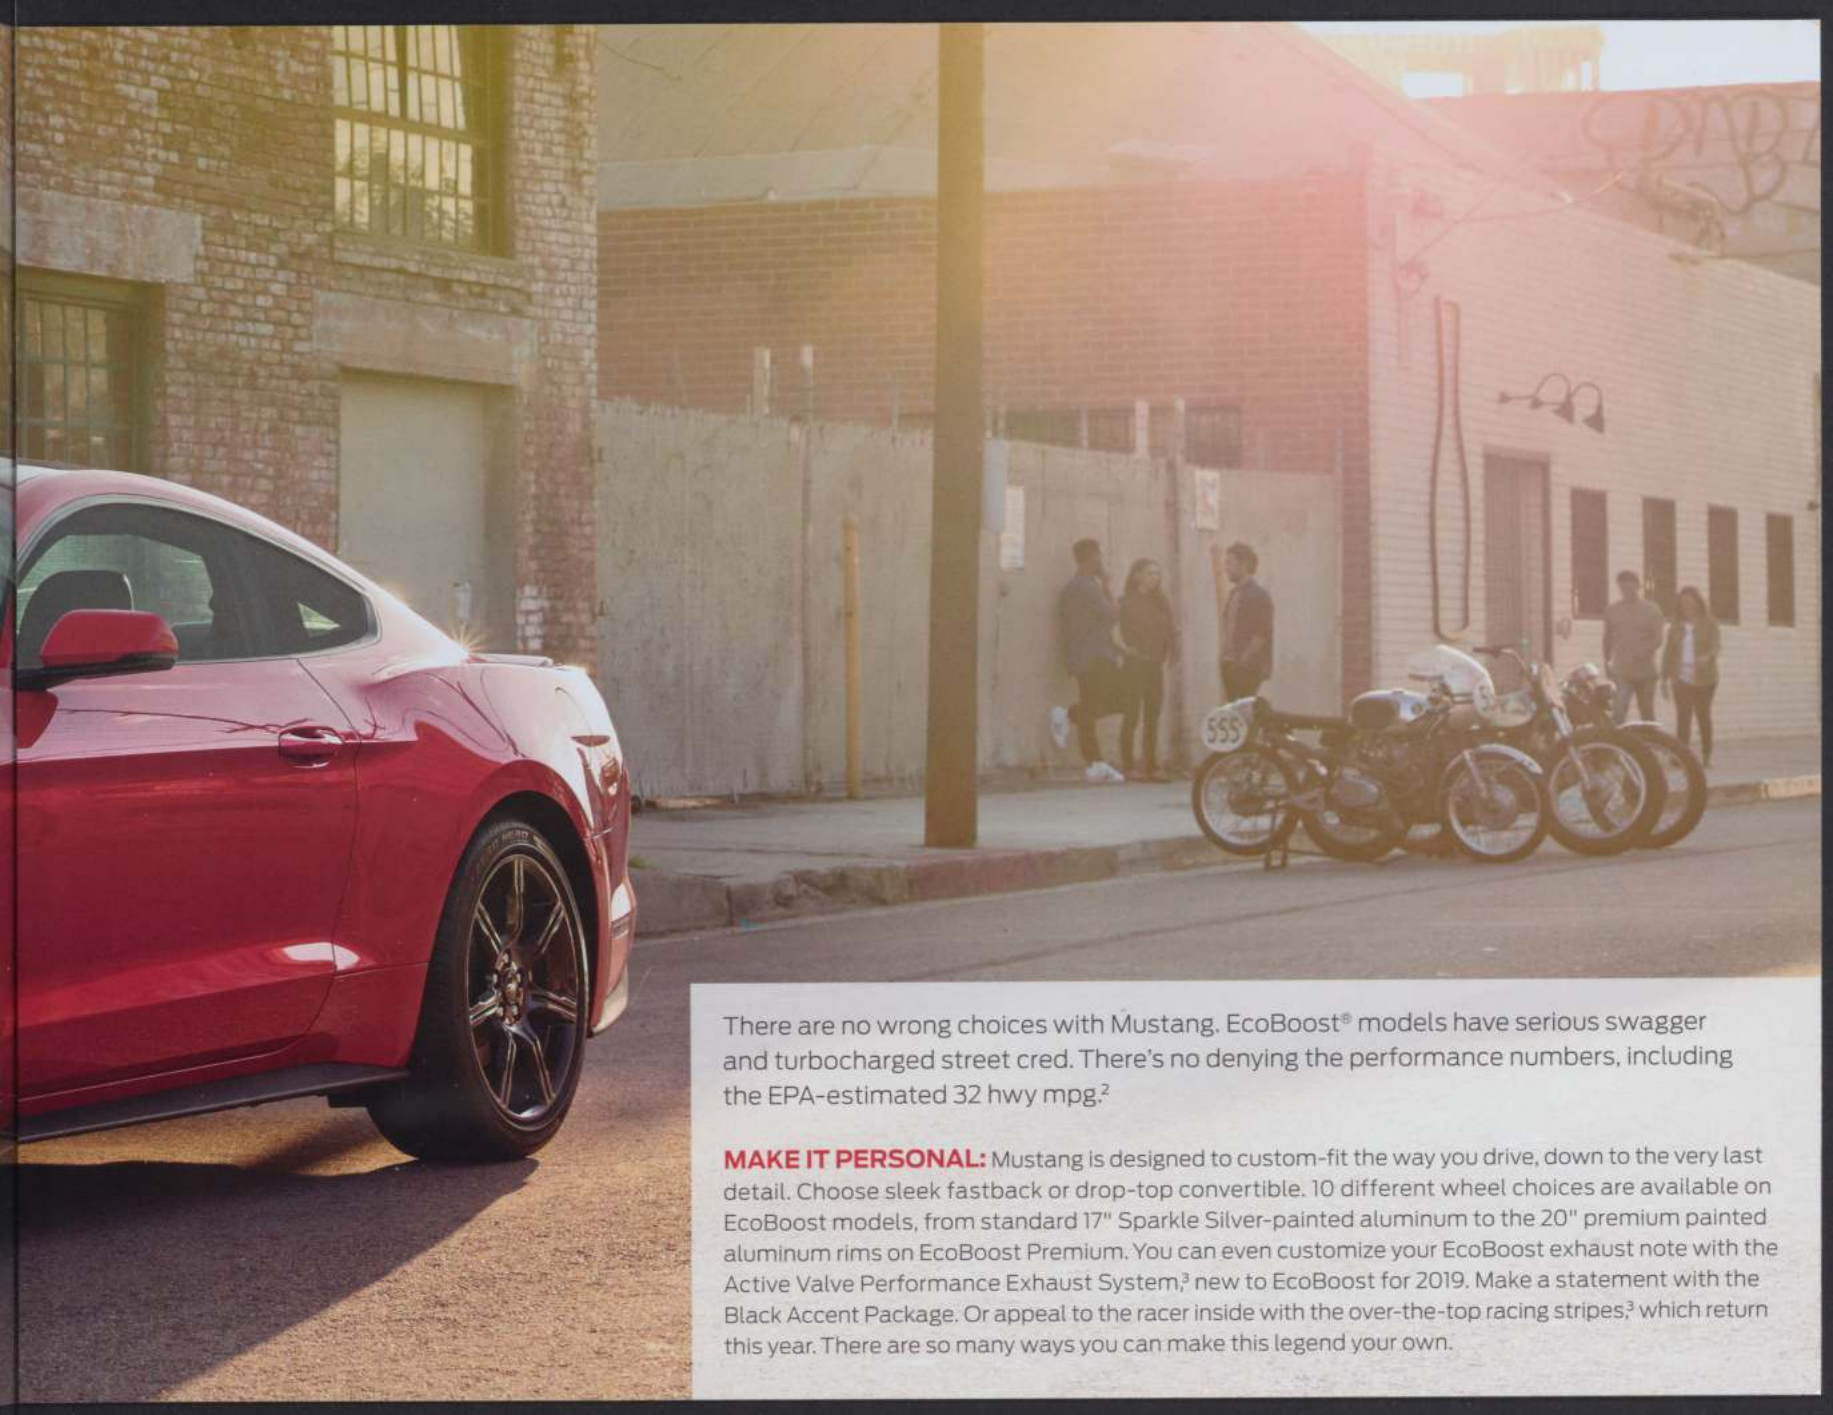 555
There are no wrong choices with Mustang. EcoBoost® models have serious swagger
and turbocharged street cred. There's no denying the performance numbers, including
the EPA-estimated 32 hwy mpg.²
MAKE IT PERSONAL: Mustang is designed to custom-fit the way you drive, down to the very last
detail. Choose sleek fastback or drop-top convertible. 10 different wheel choices are available on
EcoBoost models, from standard 17" Sparkle Silver-painted aluminum to the 20" premium painted
aluminum rims on EcoBoost Premium. You can even customize your EcoBoost exhaust note with the
Active Valve Performance Exhaust System,³ new to EcoBoost for 2019. Make a statement with the
Black Accent Package. Or appeal to the racer inside with the over-the-top racing stripes,³ which return
this year. There are so many ways you can make this legend your own.